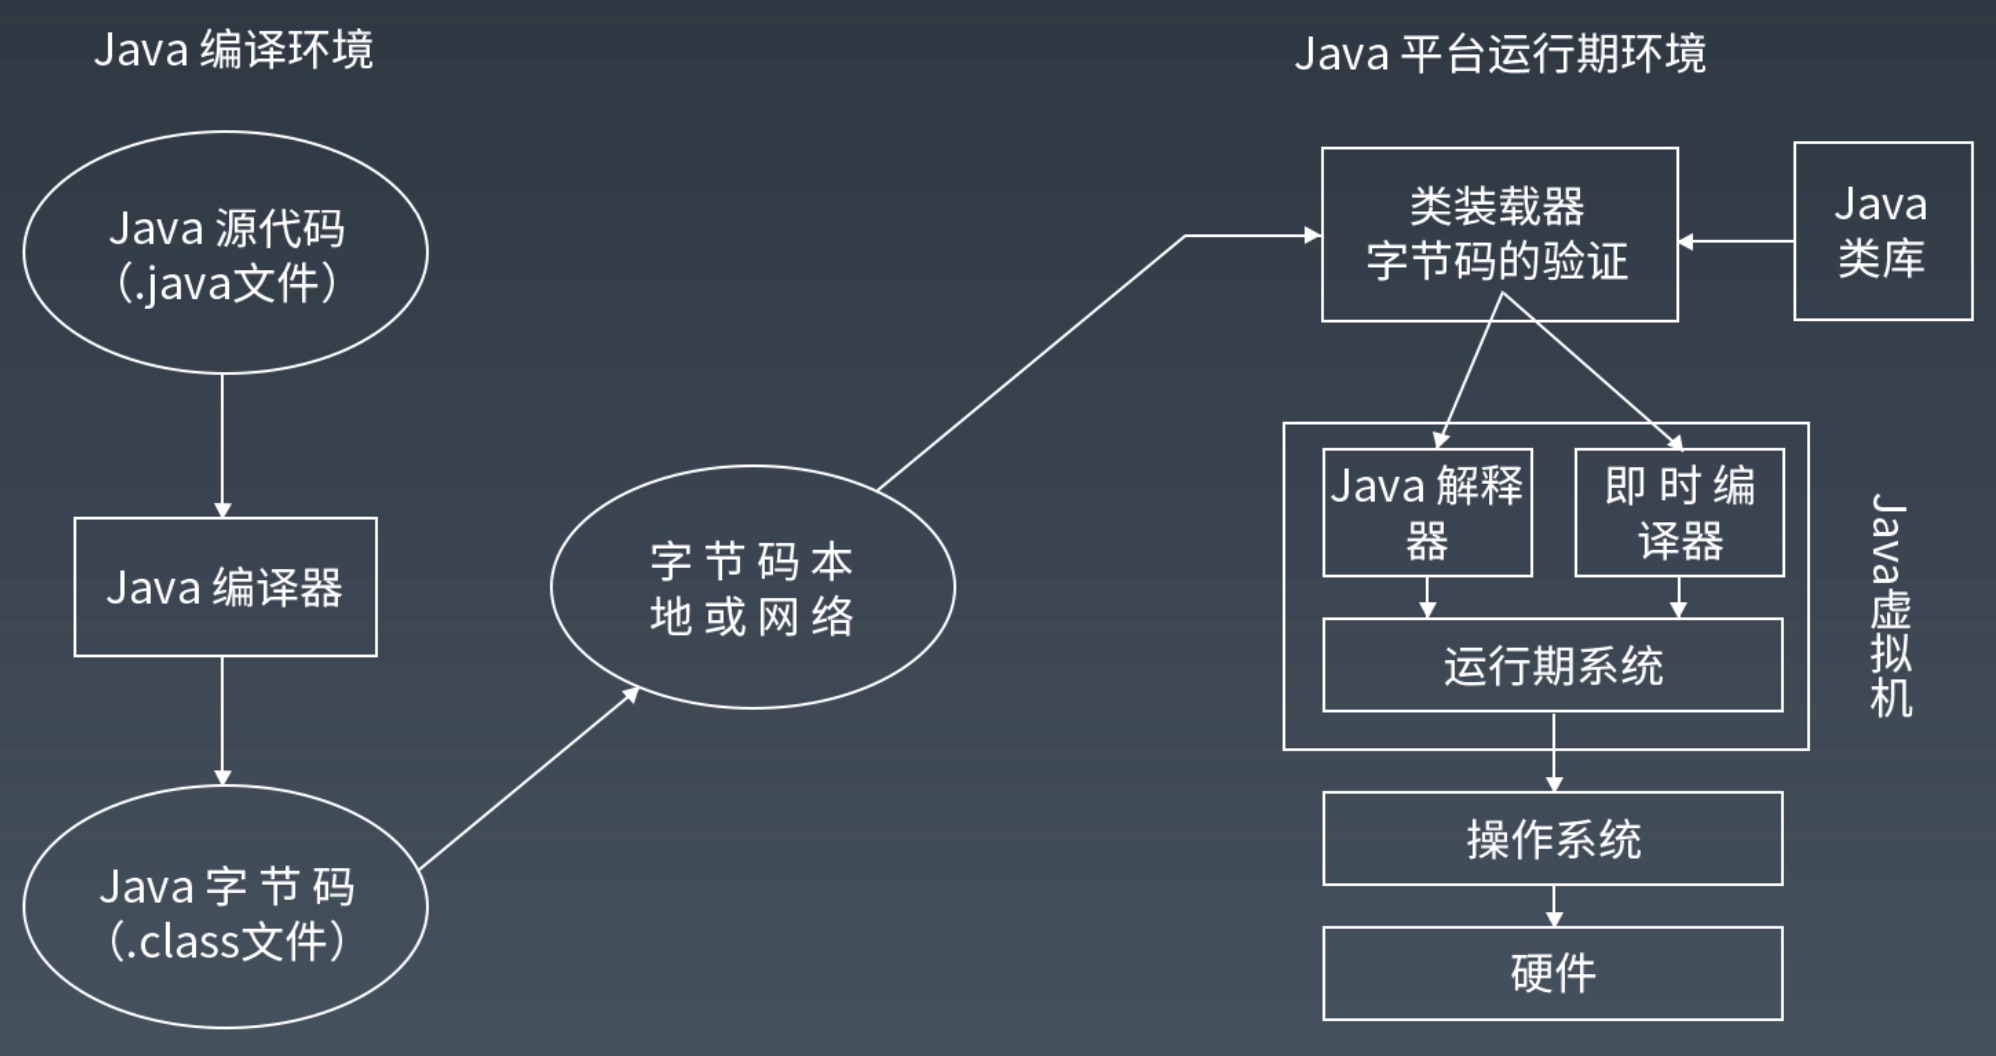 Java 编译环境
Java 平台运行期环境
Java 源代码
（.java文件）
Java 编译器
Java 字 节 码
（.class文件）
字 节 码 本
地 或 网 络
类装载器
字节码的验证
Java
类库
Java 解释
器
即 时 编
译器
运行期系统
Java虚拟机
操作系统
硬件